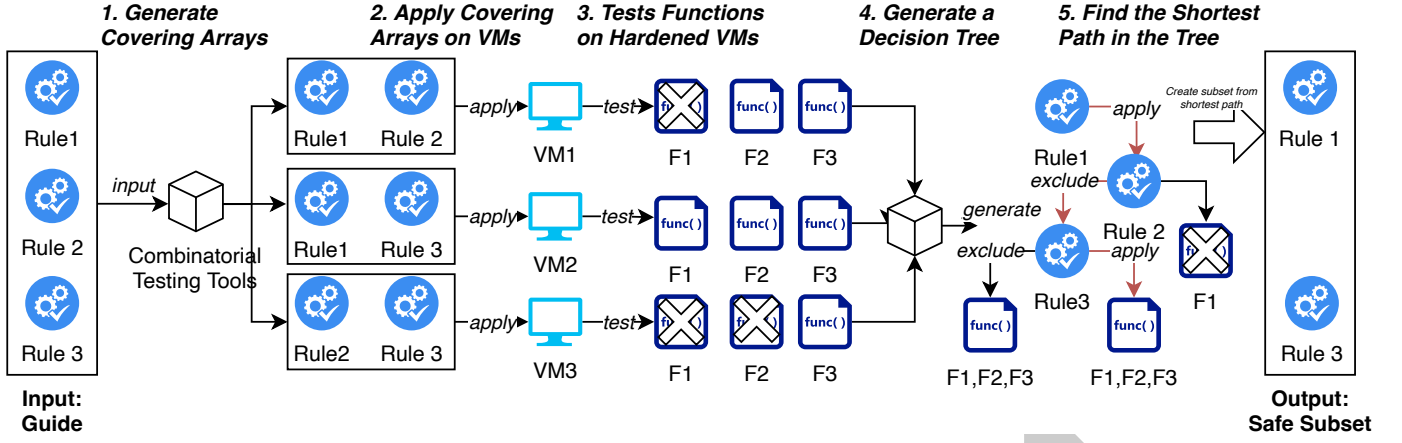 1. Generate
Covering Arrays
2. Apply Covering
Arrays on VMs
3. Tests Functions
on Hardened VMs
4. Generate a
Decision Tree
5. Find the Shortest
Path in the Tree
Rule1
Rule 2
Rule 3
Input:
Guide
input
Combinatorial
Testing Tools
Rule1
Rule 2
apply
VM1
test
F1
func( )
F2
func( )
F3
Rule1
Rule 3
apply
VM2
test
func( )
F1
func( )
F2
func( )
F3
Rule2
Rule 3
apply
VM3
test
F1
F2
func( )
F3
generate
Rule1
apply
Rule 2
exclude
F1
Rule3
exclude
apply
func( )
F1,F2,F3
func( )
F1,F2,F3
Create subset from
shortest path
Rule 1
Rule 3
Output:
Safe Subset